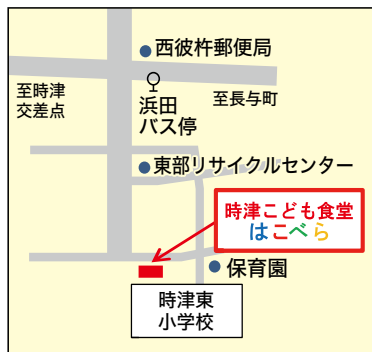 西彼杵郵便局
至時津
交差点
浜田
バス停
至長与町
東部リサイクルセンター
時津こども食堂
はこべら
保育園
時津東
小学校